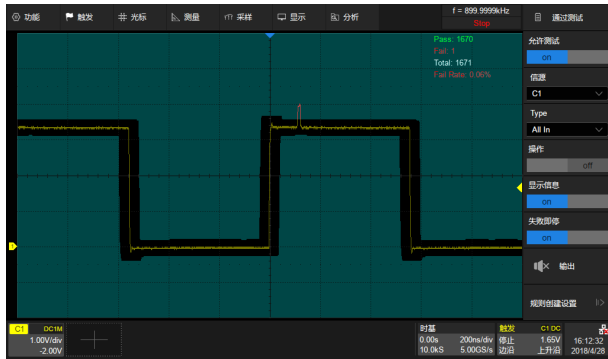 功能 触发 光标 测量 采样 显示 分析
f = 899.9999kHz
Stop
通过测试
Pass: 1670
Fail: 1
Total: 1671
Fail Rate: 0.06%
允许测试
on
信源
C1
Type
All In
操作
off
显示信息
on
失败即停
on
输出
规则创建设置
C1 DC1M
1.00V/div
-2.00V
时基
0.00s 200ns/div
10.0kS 5.00GS/s
触发 C1 DC
停止 1.65V
边沿 上升沿
16:12:32
2018/4/28